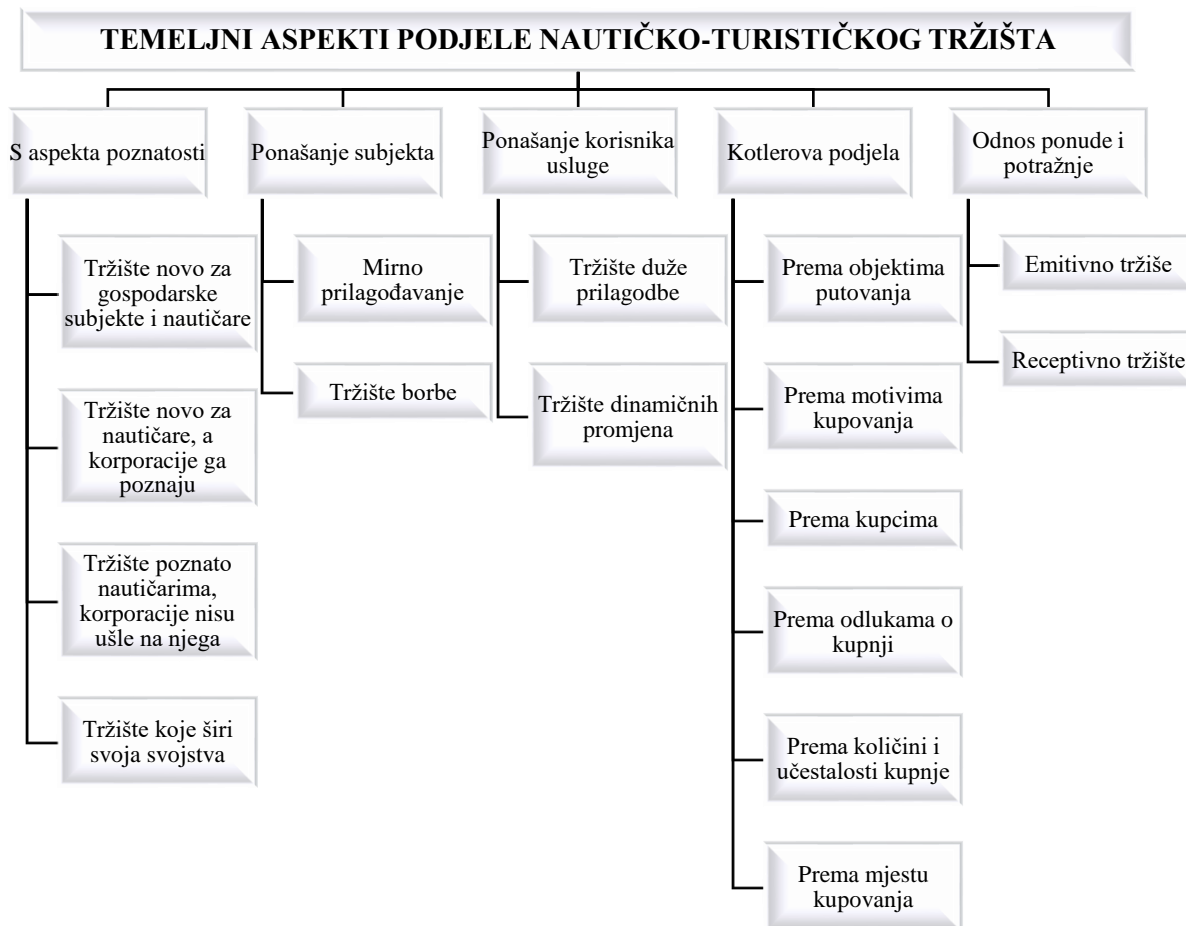 TEMELJNI ASPEKTI PODJELE NAUTIČKO-TURISTIČKOG TRŽIŠTA
S aspekta poznatosti
Tržište novo za
gospodarske
subjekte i nautičare
Tržište novo za
nautičare, a
korporacije ga
poznaju
Tržište poznato
nautičarima,
korporacije nisu
ušle na njega
Tržište koje širi
svoja svojstva
Ponašanje subjekta
Mirno
prilagođavanje
Tržište borbe
Ponašanje korisnika
usluge
Tržište duže
prilagodbe
Tržište dinamičnih
promjena
Kotlerova podjela
Prema objektima
putovanja
Prema motivima
kupovanja
Prema kupcima
Prema odlukama o
kupnji
Prema količini i
učestalosti kupnje
Prema mjestu
kupovanja
Odnos ponude i
potražnje
Emitivno tržiše
Receptivno tržište